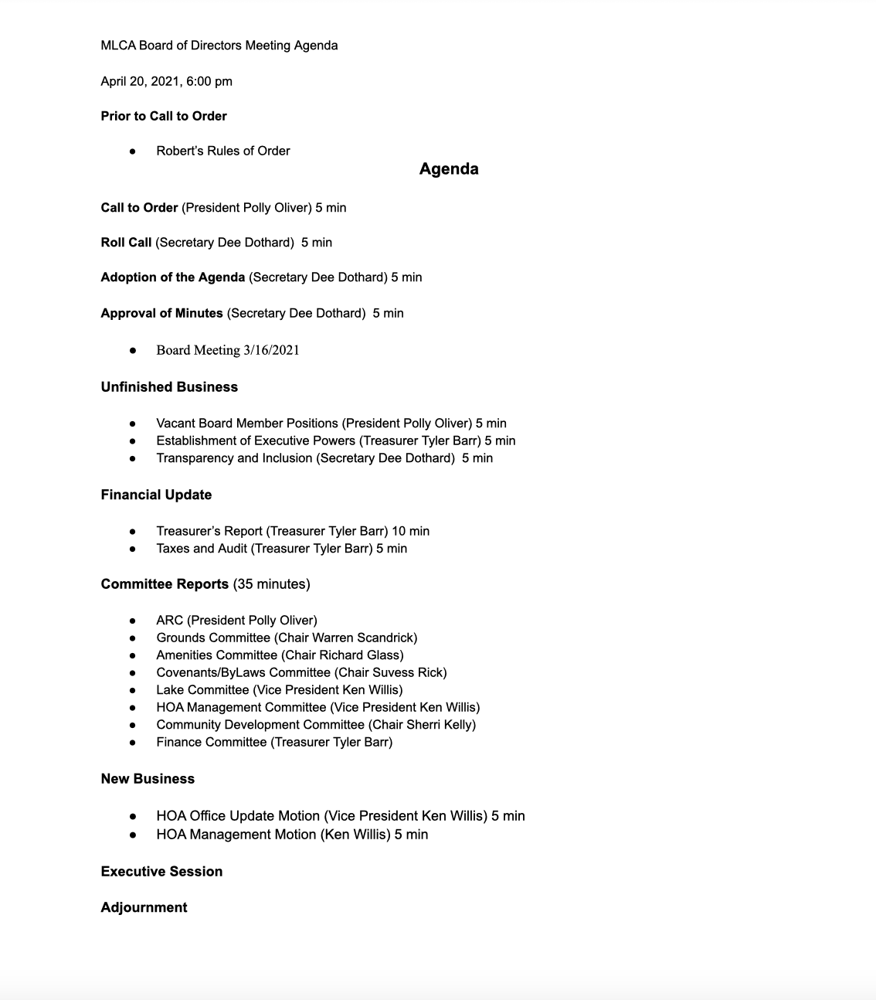 MLCA Board of Directors Meeting Agenda
April 20, 2021, 6:00 pm
Prior to Call to Order
● Robert’s Rules of Order
Agenda
Call to Order (President Polly Oliver) 5 min
Roll Call (Secretary Dee Dothard)  5 min
Adoption of the Agenda (Secretary Dee Dothard) 5 min
Approval of Minutes (Secretary Dee Dothard)  5 min
● Board Meeting 3/16/2021
Unfinished Business
● Vacant Board Member Positions (President Polly Oliver) 5 min
● Establishment of Executive Powers (Treasurer Tyler Barr) 5 min
● Transparency and Inclusion (Secretary Dee Dothard)  5 min
Financial Update
● Treasurer’s Report (Treasurer Tyler Barr) 10 min
● Taxes and Audit (Treasurer Tyler Barr) 5 min
Committee Reports (35 minutes)
● ARC (President Polly Oliver)
● Grounds Committee (Chair Warren Scandrick)
● Amenities Committee (Chair Richard Glass)
● Covenants/ByLaws Committee (Chair Suvess Rick)
● Lake Committee (Vice President Ken Willis)
● HOA Management Committee (Vice President Ken Willis)
● Community Development Committee (Chair Sherri Kelly)
● Finance Committee (Treasurer Tyler Barr)
New Business
● HOA Office Update Motion (Vice President Ken Willis) 5 min
● HOA Management Motion (Ken Willis) 5 min
Executive Session
Adjournment